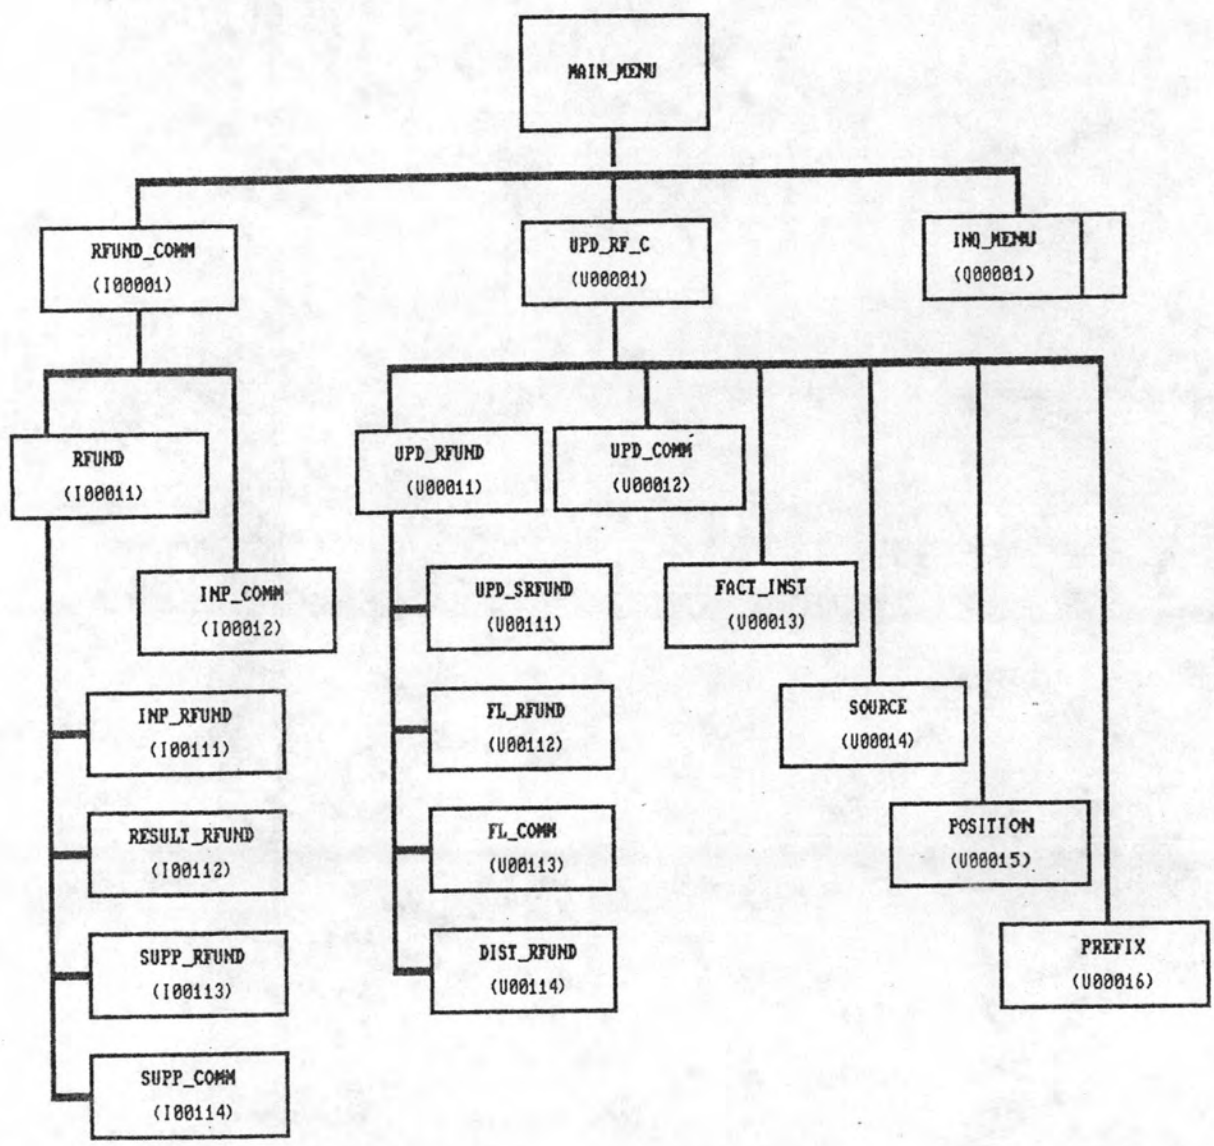 MAIN_MENU
RFUND_COMM
(I00001)
UPD_RF_C
(U00001)
INQ_MENU
(Q00001)
RFUND
(I00011)
UPD_RFUND
(U00011)
UPD_COMM
(U00012)
INP_COMM
(I00012)
UPD_SRFUND
(U00111)
FACT_INST
(U00013)
INP_RFUND
(I00111)
FL_RFUND
(U00112)
SOURCE
(U00014)
RESULT_RFUND
(I00112)
FL_COMM
(U00113)
POSITION
(U00015)
SUPP_RFUND
(I00113)
DIST_RFUND
(U00114)
PREFIX
(U00016)
SUPP_COMM
(I00114)